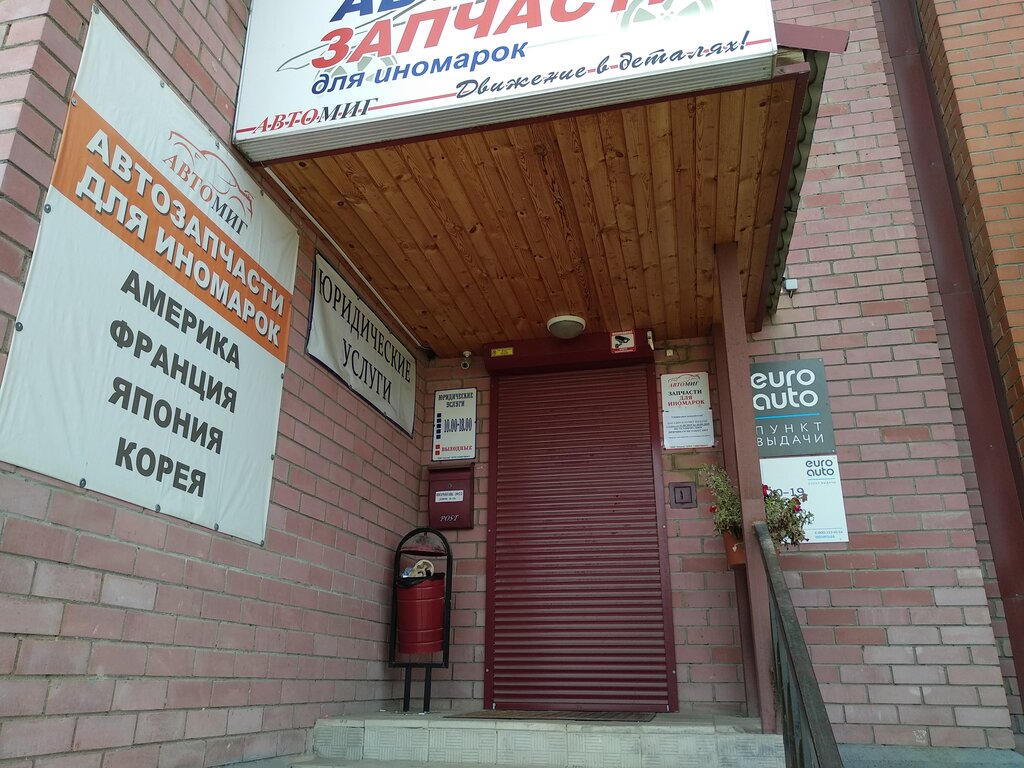 ЗАПЧАСТИ
для иномарок
Движение в деталях!
АВТОМИГ
АВТОМИГ
АВТОЗАПЧАСТИ
ДЛЯ ИНОМАРОК
АМЕРИКА
ФРАНЦИЯ
ЯПОНИЯ
КОРЕЯ
ЮРИДИЧЕСКИЕ
УСЛУГИ
ЮРИДИЧЕСКИЕ
УСЛУГИ
10.00-18.00
ВЫХОДНЫЕ
POST
АВТОМИГ
ЗАПЧАСТИ
ДЛЯ
ИНОМАРОК
euro
auto
ПУНКТ
ВЫДАЧИ
euro
auto